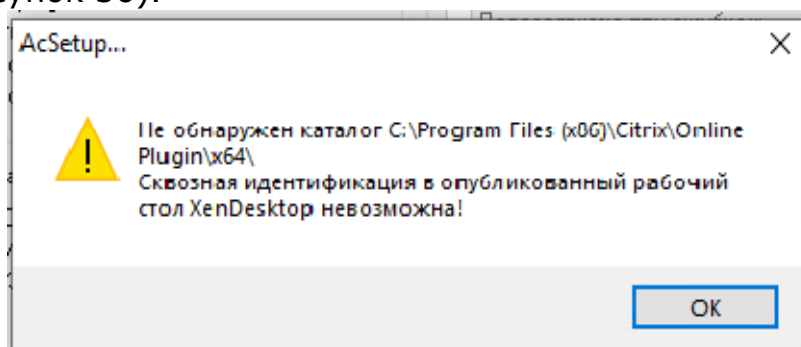 AcSetup...
Не обнаружен каталог C:\Program Files (x86)\Citrix\Online
Plugin\x64\
Сквозная идентификация в опубликованный рабочий
стол XenDesktop невозможна!
OK